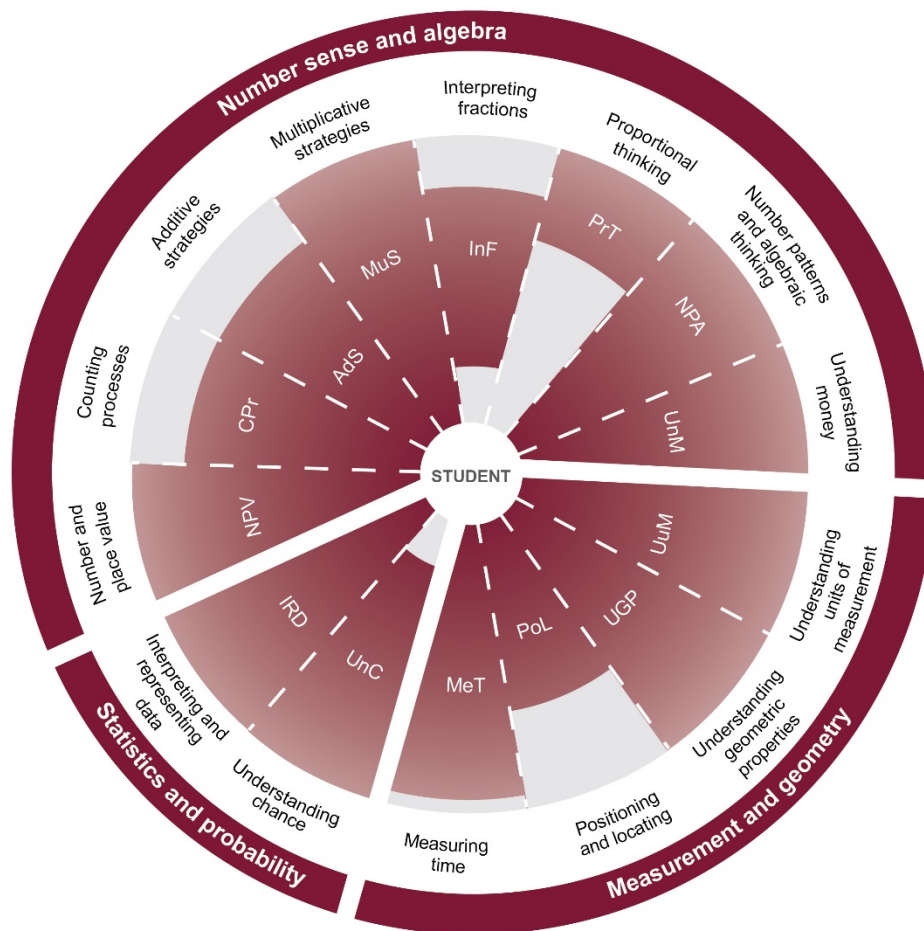 Number sense and algebra
Interpreting
fractions
Proportional
thinking
Number patterns
and algebraic
thinking
Understanding
money
Multiplicative
strategies
Additive
strategies
Counting
processes
Number and
place value
InF
PrT
NPA
UnM
MuS
AdS
CPr
NPV
STUDENT
UuM
UGP
PoL
MeT
UnC
IRD
Understanding
units of
measurement
Understanding
geometric
properties
Positioning
and locating
Measuring
time
Understanding
chance
Interpreting and
representing
data
Measurement and geometry
Statistics and probability